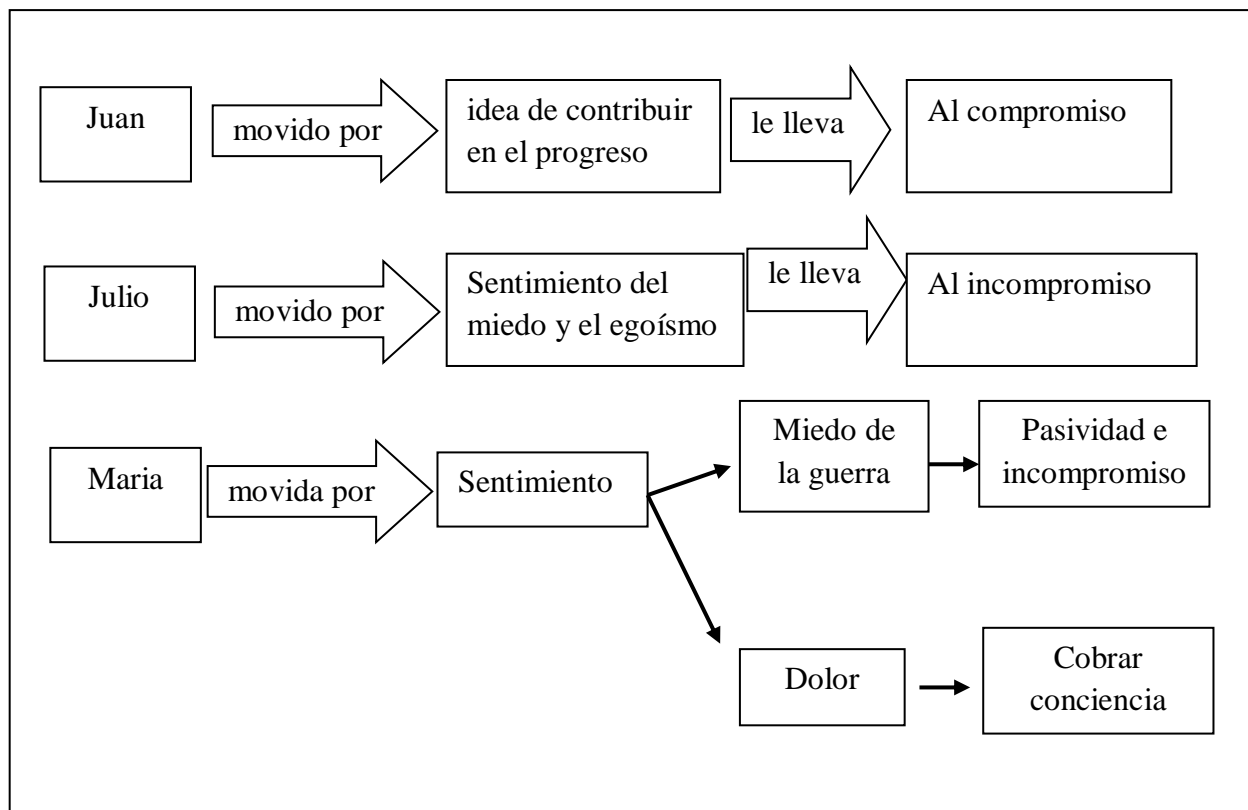 Juan
movido por
idea de contribuir
en el progreso
le lleva
Al compromiso
Julio
movido por
Sentimiento del
miedo y el egoísmo
le lleva
Al incompromiso
Maria
movida por
Sentimiento
Miedo de
la guerra
Pasividad e
incompromiso
Dolor
Cobrar
conciencia